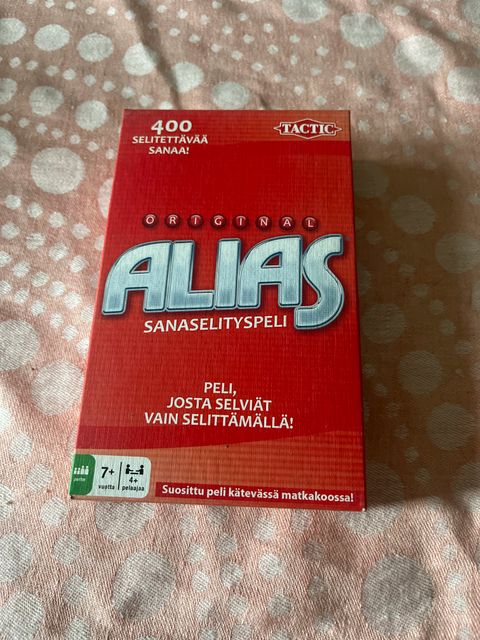 400
SELITETTÄVÄÄ
SANAA!
TACTIC
ORIGINAL
ALIAS
SANASELITYSPELI
PELI,
JOSTA SELVIÄT
VAIN SELITTÄMÄLLÄ!
perhe
7+
vuotta
4+
pelaajaa
Suosittu peli kätevässä matkakoossa!